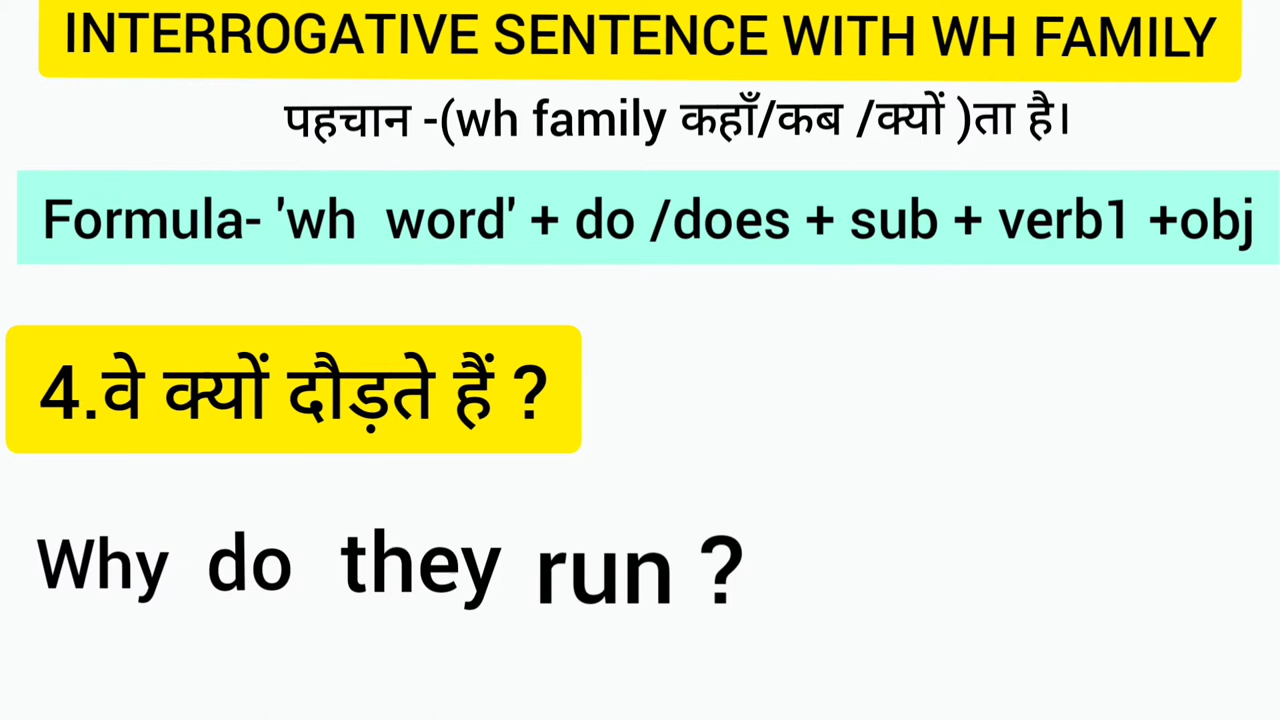 INTERROGATIVE SENTENCE WITH WH FAMILY
पहचान -(wh family कहाँ/कब /क्यों )ता है।
Formula- 'wh word' + do /does + sub + verb1 +obj
4.वे क्यों दौड़ते हैं ?
Why do they run ?